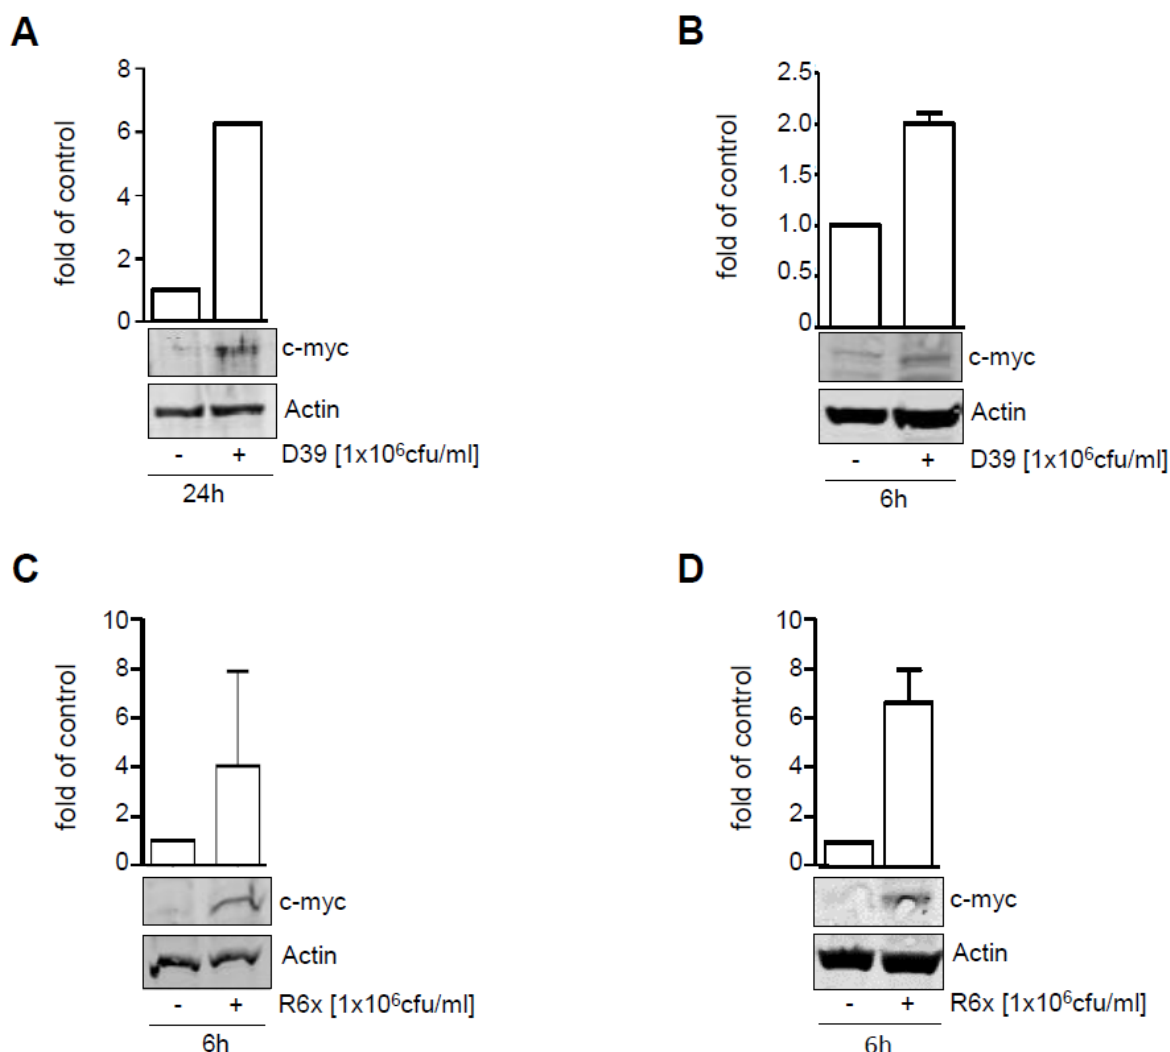 A
fold of control
8
6
4
2
0
c-myc
Actin
- + D39 [1x10⁶cfu/ml]
24h
B
fold of control
2.5
2.0
1.5
1.0
0.5
0
c-myc
Actin
- + D39 [1x10⁶cfu/ml]
6h
C
fold of control
10
8
6
4
2
0
c-myc
Actin
- + R6x [1x10⁶cfu/ml]
6h
D
fold of control
10
8
6
4
2
0
c-myc
Actin
- + R6x [1x10⁶cfu/ml]
6h